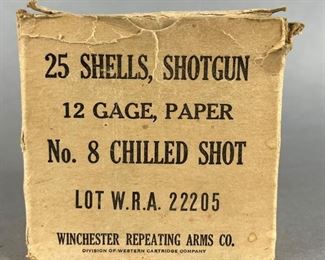 25 SHELLS, SHOTGUN
12 GAGE, PAPER
No. 8 CHILLED SHOT
LOT W.R.A. 22205
WINCHESTER REPEATING ARMS CO.
DIVISION OF WESTERN CARTRIDGE COMPANY